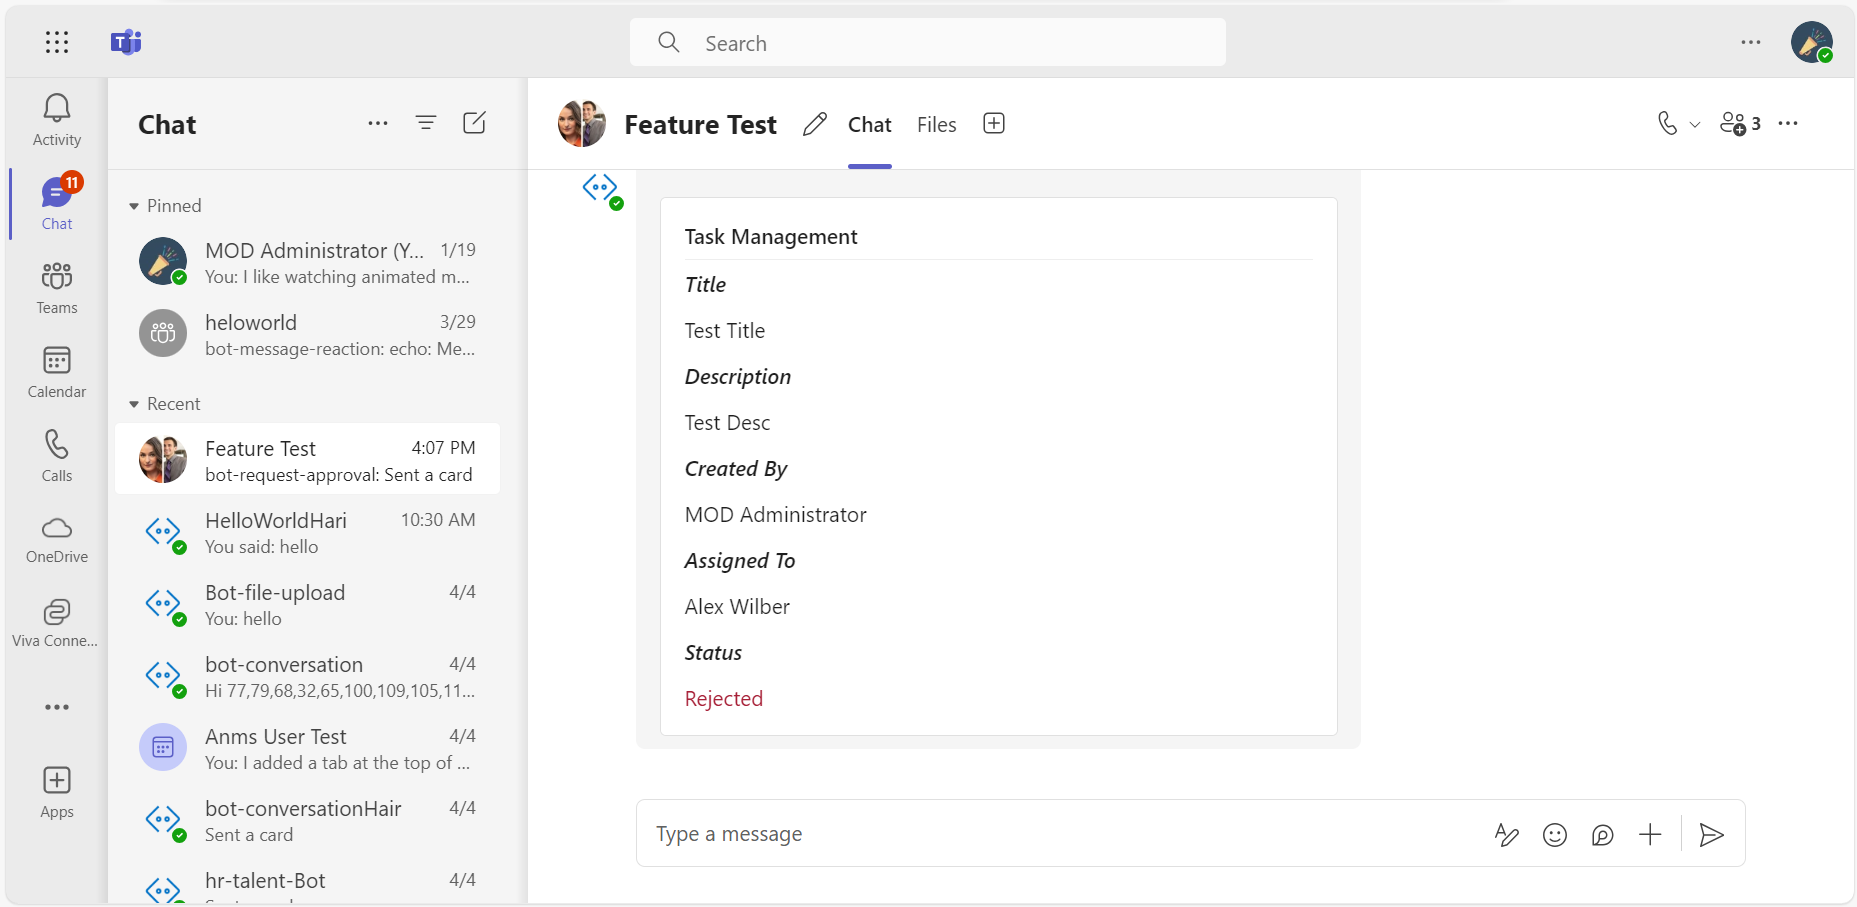 Search
Activity
11
Chat
Teams
Calendar
Calls
OneDrive
Viva Conne...
Apps
Chat
Pinned
MOD Administrator (Y... 1/19
You: I like watching animated m...
heloworld 3/29
bot-message-reaction: echo: Me...
Recent
Feature Test 4:07 PM
bot-request-approval: Sent a card
HelloWorldHari 10:30 AM
You said: hello
Bot-file-upload 4/4
You: hello
bot-conversation 4/4
Hi 77,79,68,32,65,100,109,105,11...
Anms User Test 4/4
You: I added a tab at the top of ...
bot-conversationHair 4/4
Sent a card
hr-talent-Bot 4/4
Feature Test Chat Files 3
Task Management
Title
Test Title
Description
Test Desc
Created By
MOD Administrator
Assigned To
Alex Wilber
Status
Rejected
Type a message